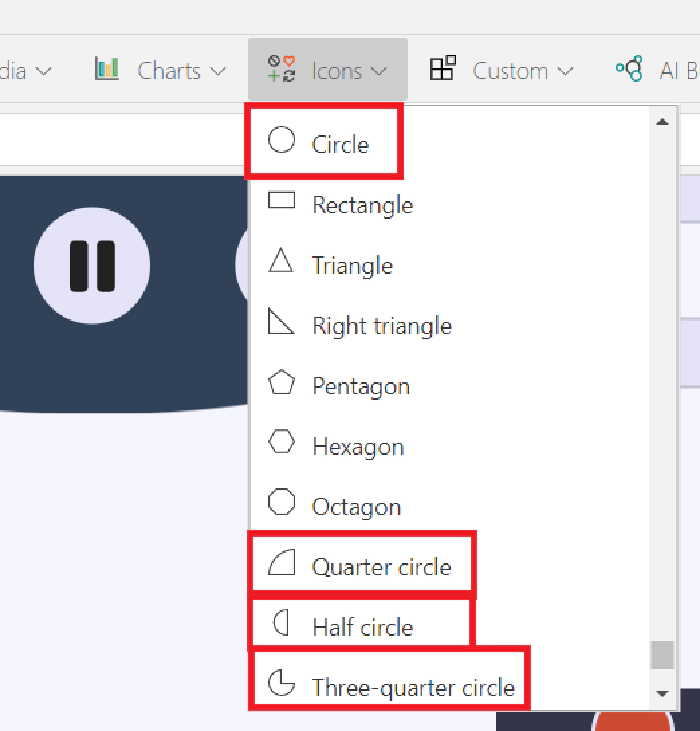 dia
Charts
Icons
Custom
AI B
Circle
Rectangle
Triangle
Right triangle
Pentagon
Hexagon
Octagon
Quarter circle
Half circle
Three-quarter circle